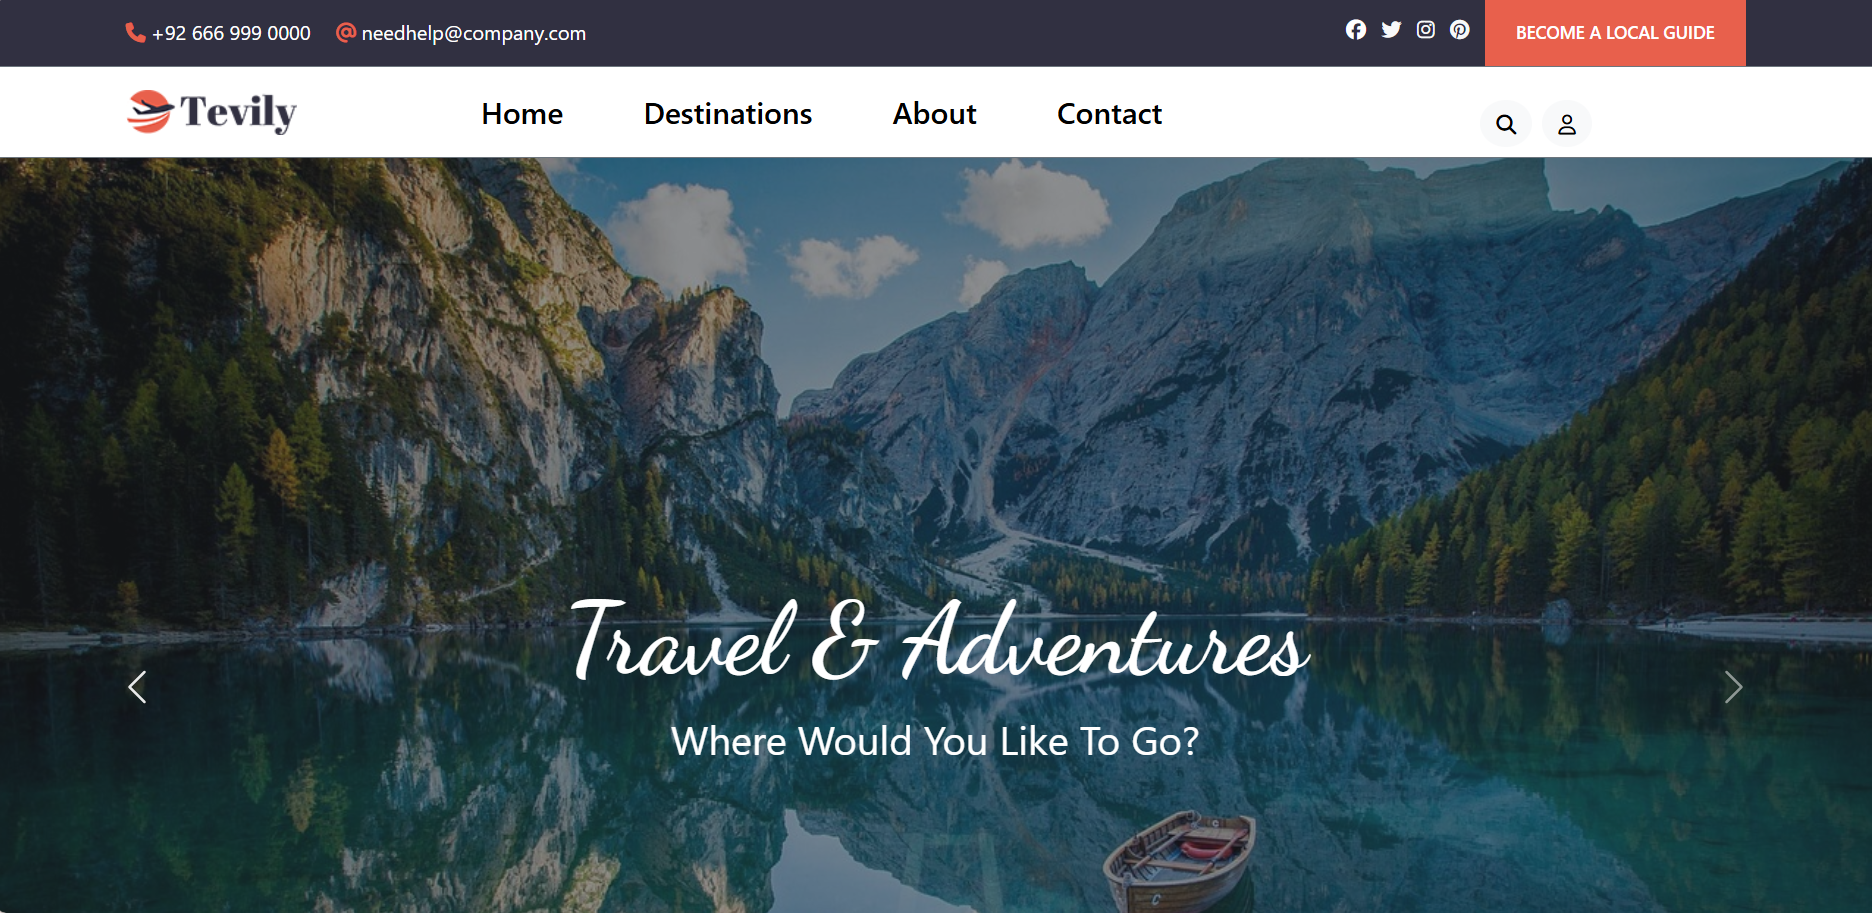 +92 666 999 0000 needhelp@company.com BECOME A LOCAL GUIDE
Tevily Home Destinations About Contact
Travel & Adventures
Where Would You Like To Go?